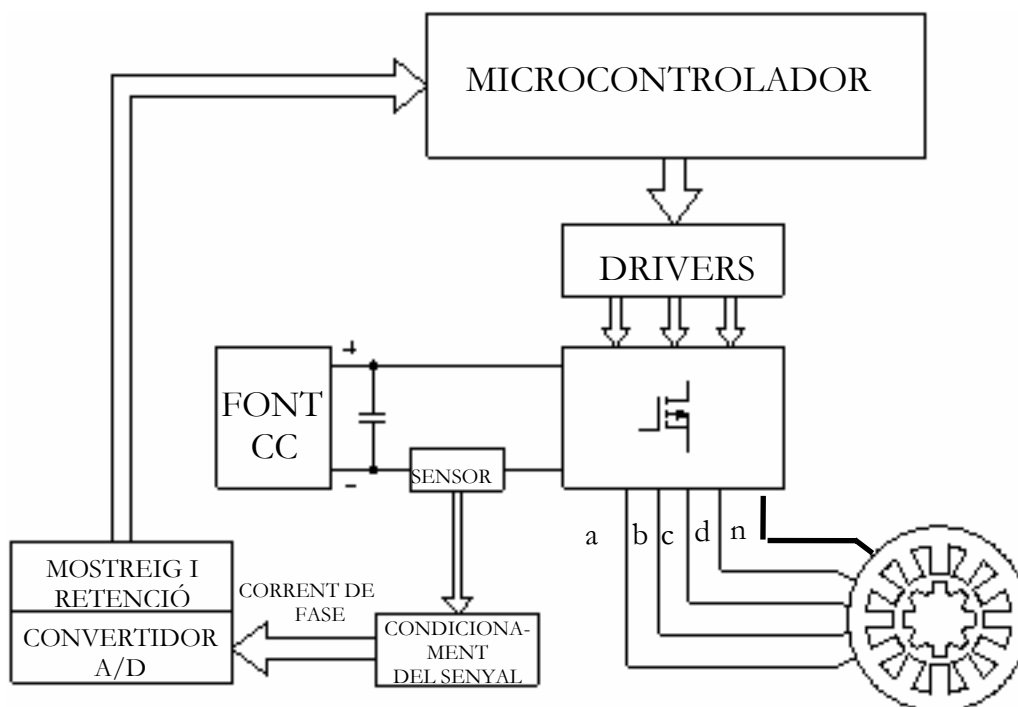 MICROCONTROLADOR
DRIVERS
+
FONT
CC
-
SENSOR
a b c d n
MOSTREIG I
RETENCIÓ
CONVERTIDOR
A/D
CORRENT DE
FASE
CONDICIONA-
MENT
DEL SENYAL